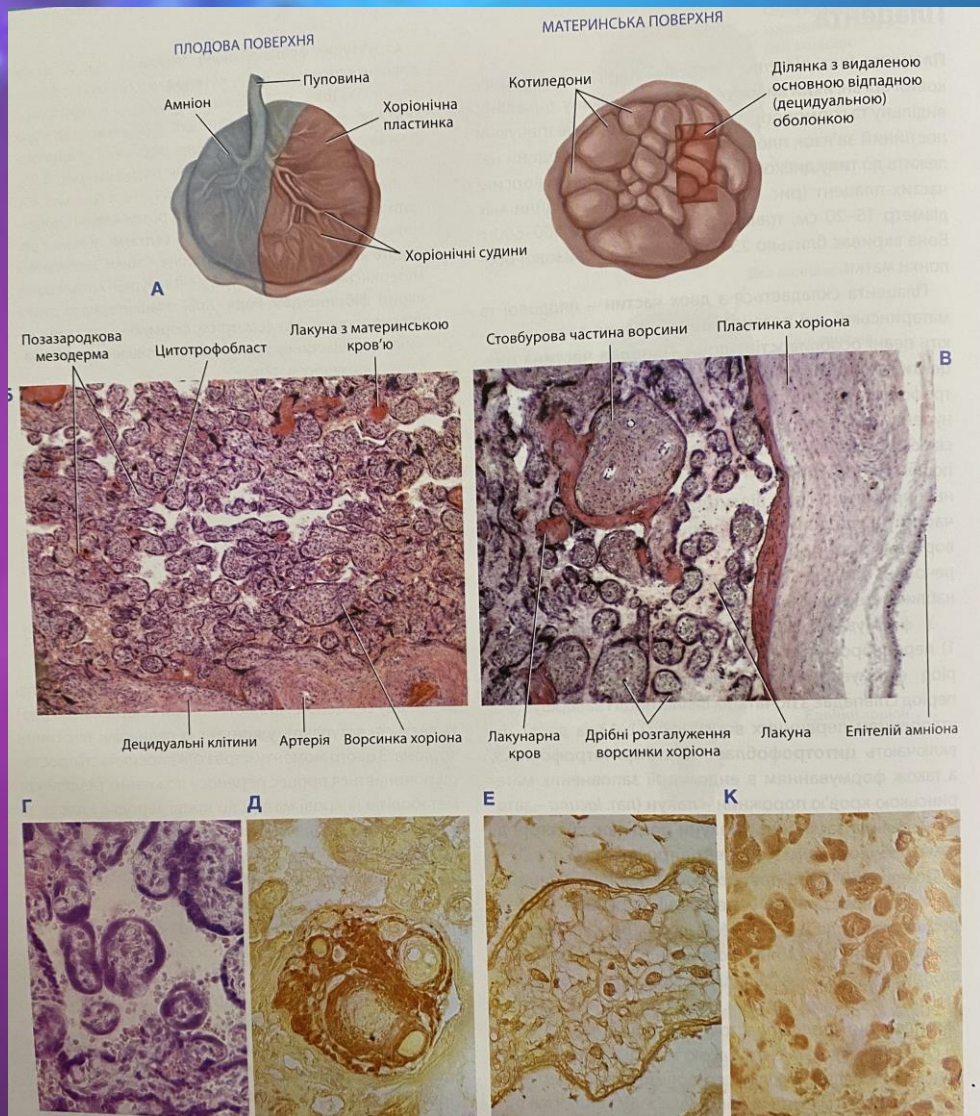 ПЛОДОВА ПОВЕРХНЯ
МАТЕРИНСЬКА ПОВЕРХНЯ
Пуповина
Амніон
Хоріонічна
пластинка
Хоріонічні судини
А
Котиледони
Ділянка з видаленою
основною відпадною
(децидуальною)
оболонкою
Позазародкова
мезодерма
Цитотрофобласт
Лакуна з материнською
кров’ю
Стовбурова частина ворсини
Пластинка хоріона
В
Децидуальні клітини
Артерія
Ворсинка хоріона
Лакунарна
кров
Дрібні розгалуження
ворсинки хоріона
Лакуна
Епітелій амніона
Г
Д
Е
К